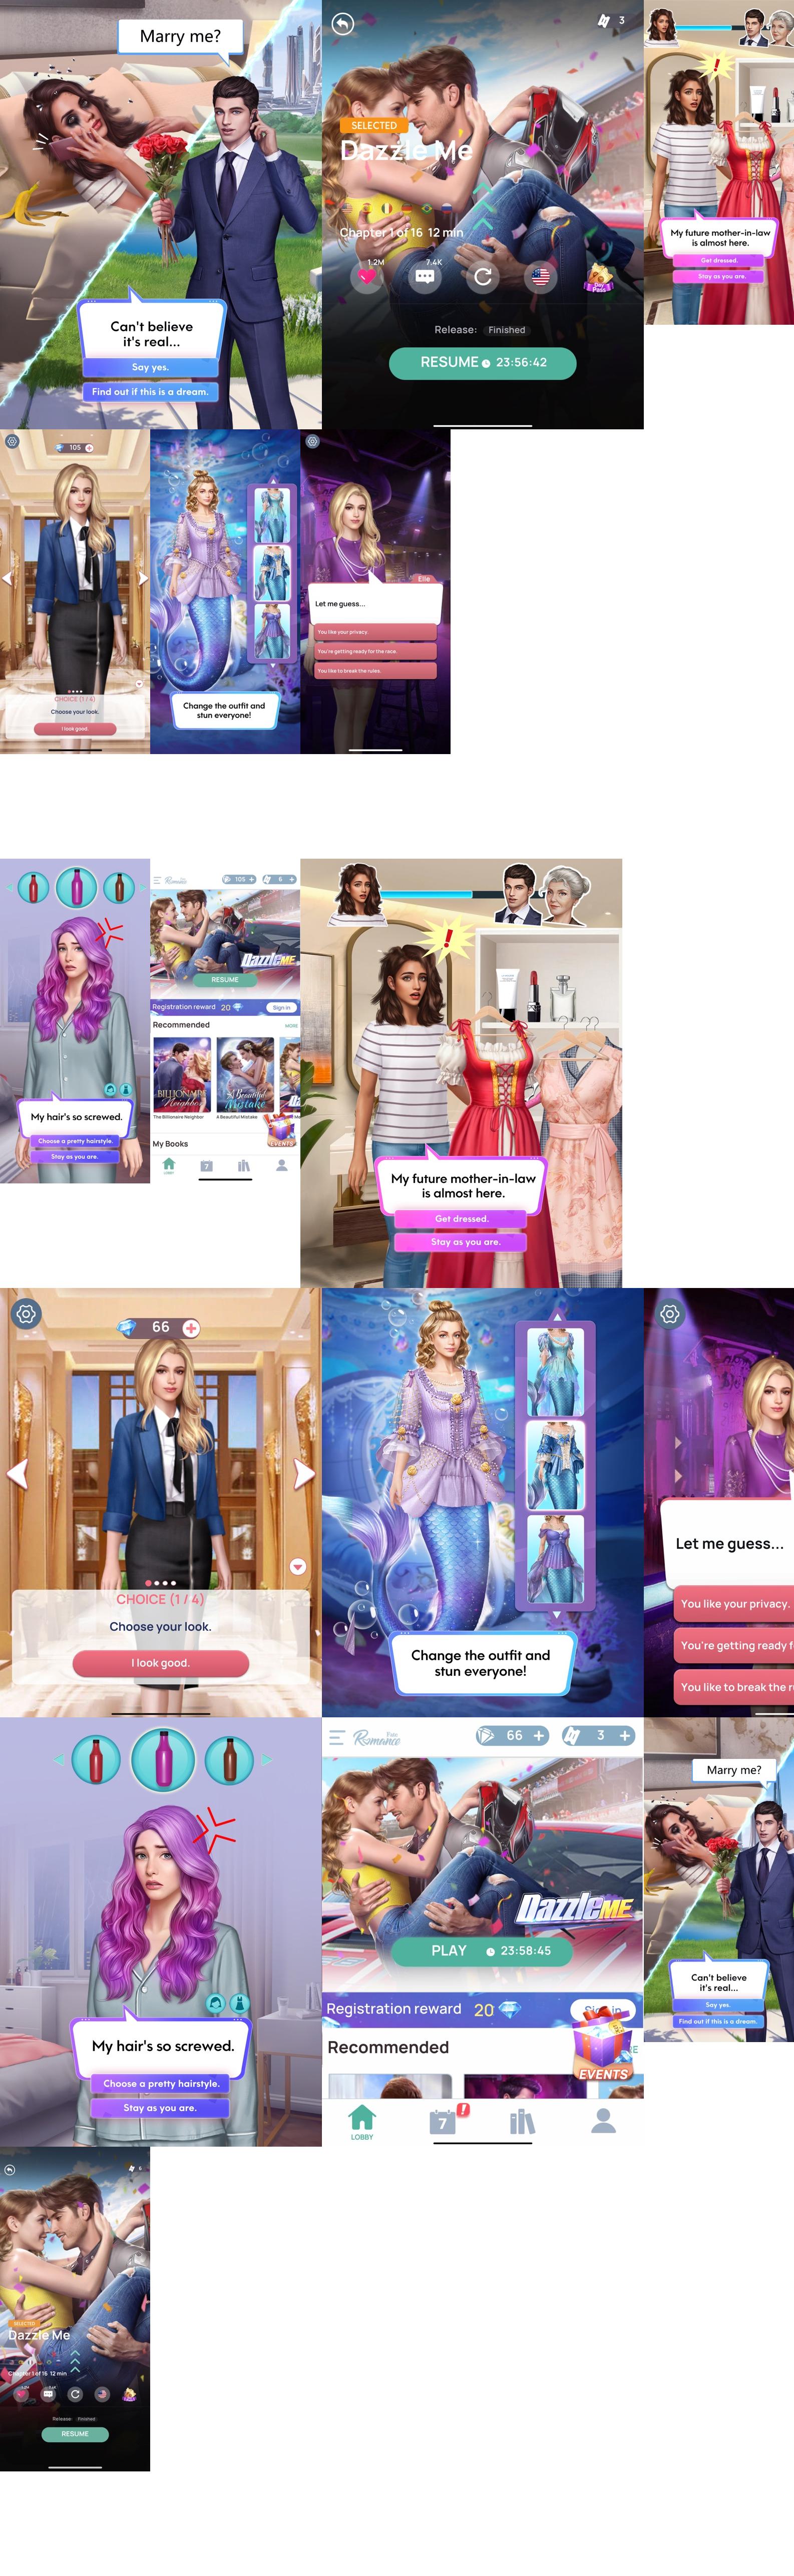 Marry me?
Can't believe
it's real...
Say yes.
Find out if this is a dream.
3
SELECTED
Dazzle Me
Chapter 1 of 16 12 min
1.2M
7.4K
Release: Finished
RESUME 23:56:42
!
My future mother-in-law
is almost here.
Get dressed.
Stay as you are.
105
CHOICE (1 / 4)
Choose your look.
I look good.
Change the outfit and
stun everyone!
Elle
Let me guess...
You like your privacy.
You're getting ready for the race.
You like to break the rules.
My hair's so screwed.
Choose a pretty hairstyle.
Stay as you are.
Romance
105 +
6 +
DazzleME
RESUME
Registration reward 20
Sign in
Recommended
MORE
BILLIONAIRE
Neighbor
A Beautiful
Mistake
The Billionaire Neighbor
A Beautiful Mistake
EVENTS
My Books
LOBBY
7
!
My future mother-in-law
is almost here.
Get dressed.
Stay as you are.
66
CHOICE (1 / 4)
Choose your look.
I look good.
Change the outfit and
stun everyone!
Let me guess...
You like your privacy.
You're getting ready f
You like to break the r
My hair's so screwed.
Choose a pretty hairstyle.
Stay as you are.
Romance
66 +
3 +
DazzleME
PLAY 23:58:45
Registration reward 20
Sign in
Recommended
EVENTS
LOBBY
7
!
Marry me?
Can't believe
it's real...
Say yes.
Find out if this is a dream.
6
SELECTED
Dazzle Me
Chapter 1 of 16 12 min
Release: Finished
RESUME